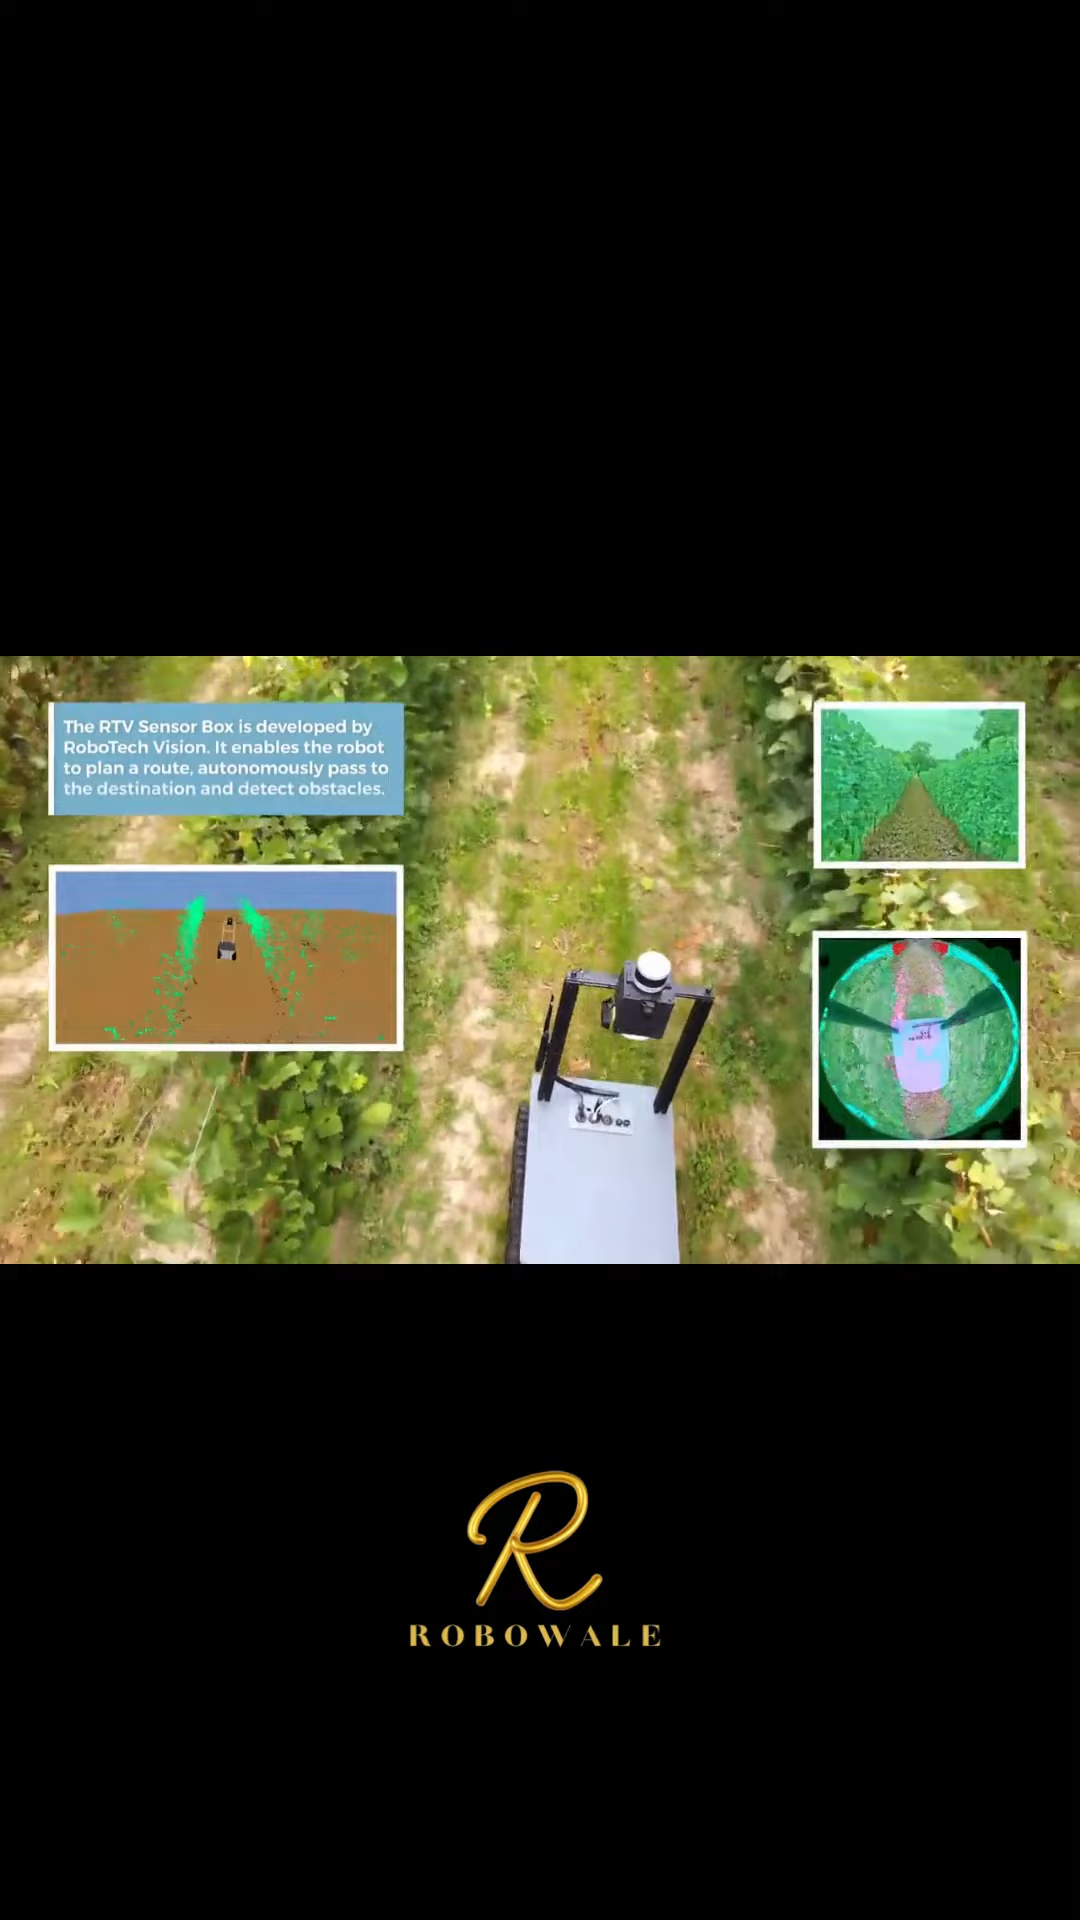 The RTV Sensor Box is developed by
RoboTech Vision. It enables the robot
to plan a route, autonomously pass to
the destination and detect obstacles.
R
ROBOWALE